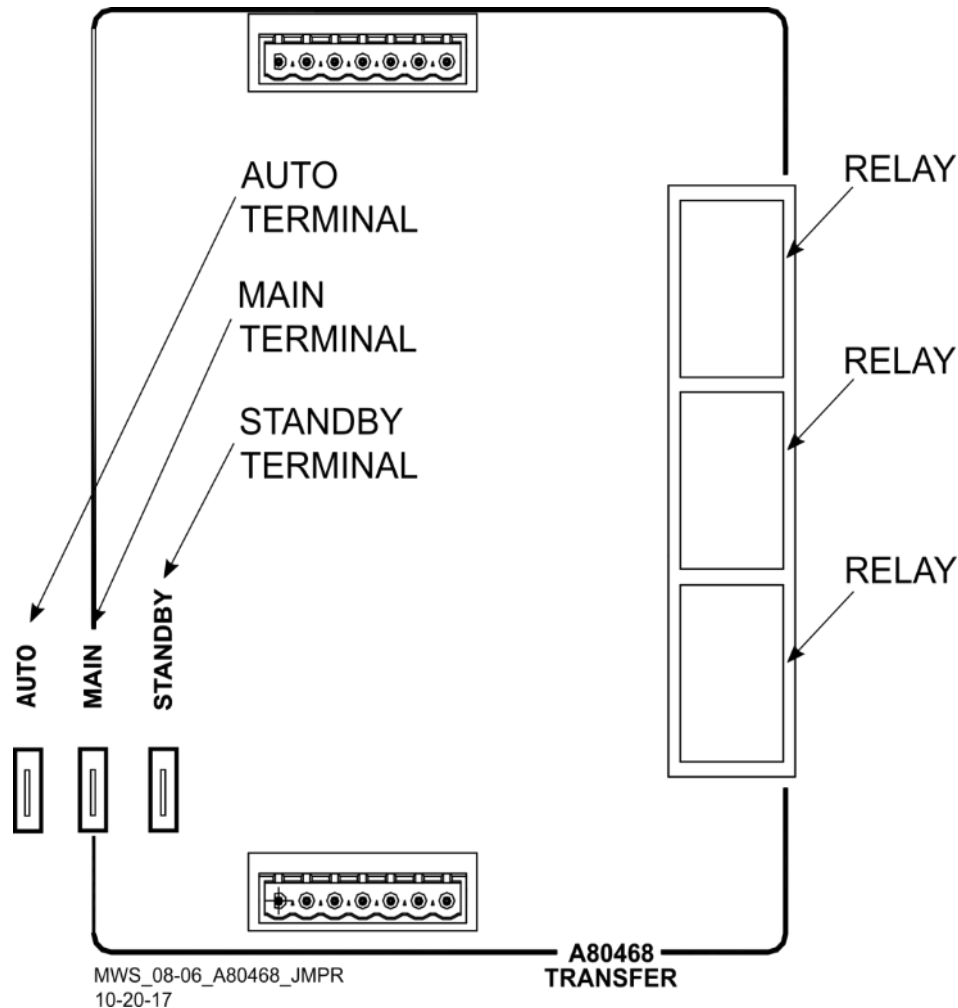 AUTO
TERMINAL
MAIN
TERMINAL
STANDBY
TERMINAL
RELAY
RELAY
RELAY
AUTO
MAIN
STANDBY
A80468
TRANSFER
MWS_08-06_A80468_JMPR
10-20-17